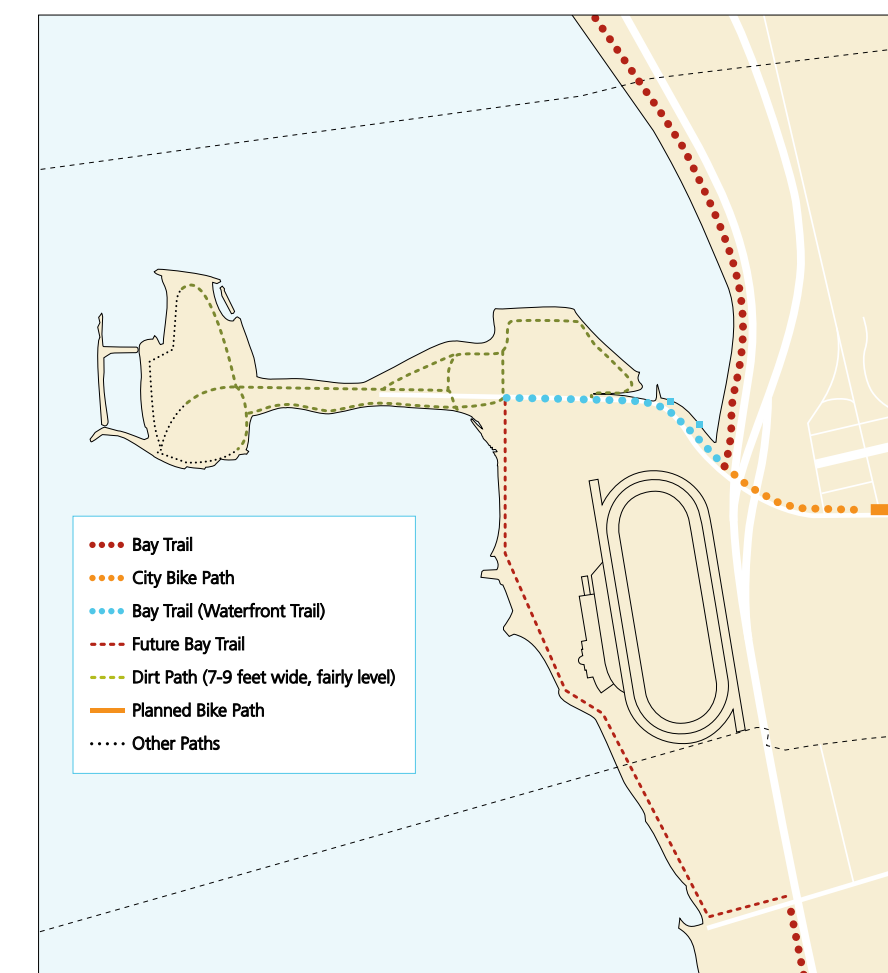 Bay Trail
City Bike Path
Bay Trail (Waterfront Trail)
Future Bay Trail
Dirt Path (7-9 feet wide, fairly level)
Planned Bike Path
Other Paths